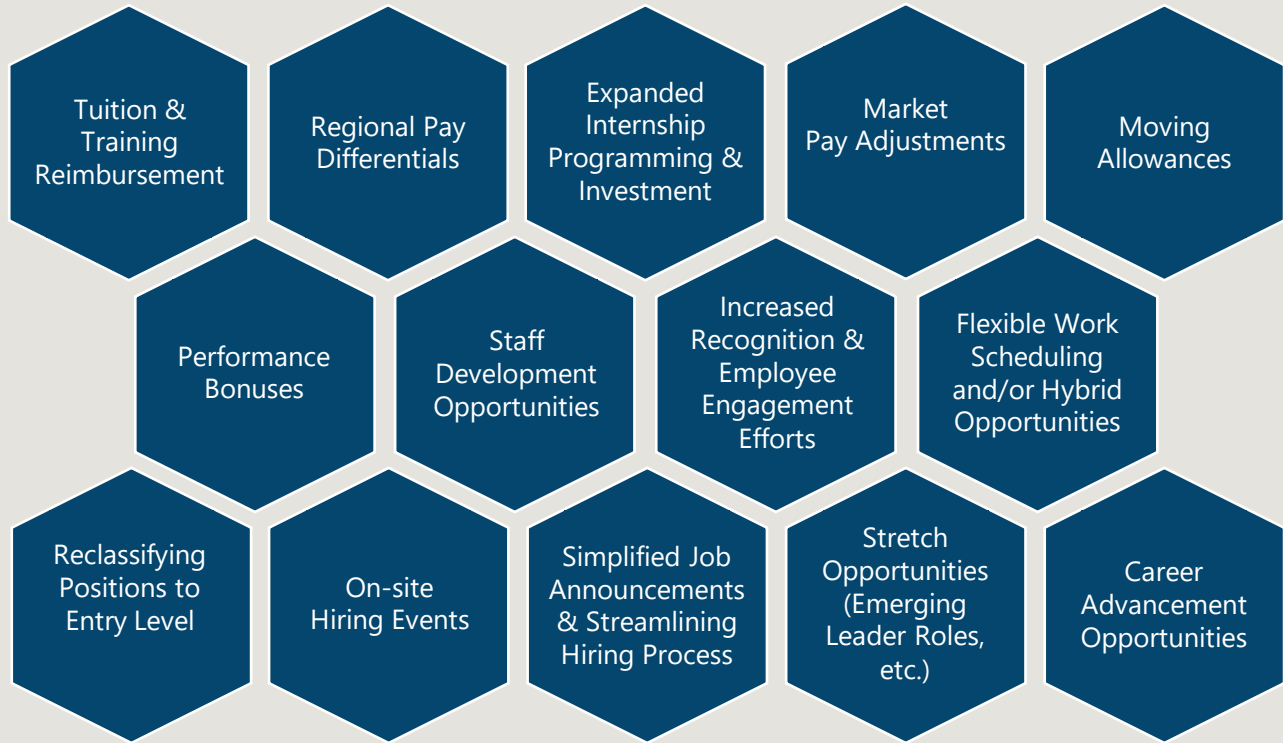 Tuition &
Training
Reimbursement
Regional Pay
Differentials
Expanded
Internship
Programming &
Investment
Market
Pay Adjustments
Moving
Allowances
Performance
Bonuses
Staff
Development
Opportunities
Increased
Recognition &
Employee
Engagement
Efforts
Flexible Work
Scheduling
and/or Hybrid
Opportunities
Reclassifying
Positions to
Entry Level
On-site
Hiring Events
Simplified Job
Announcements
& Streamlining
Hiring Process
Stretch
Opportunities
(Emerging
Leader Roles,
etc.)
Career
Advancement
Opportunities